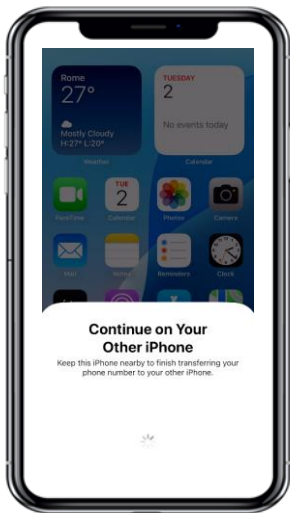 Rome
27°
Mostly Cloudy
H:27° L:20°
Weather
TUESDAY
2
No events today
Calendar
TUE
2
FaceTime
Calendar
Photos
Camera
Mail
Notes
Reminders
Clock
Continue on Your
Other iPhone
Keep this iPhone nearby to finish transferring your
phone number to your other iPhone.